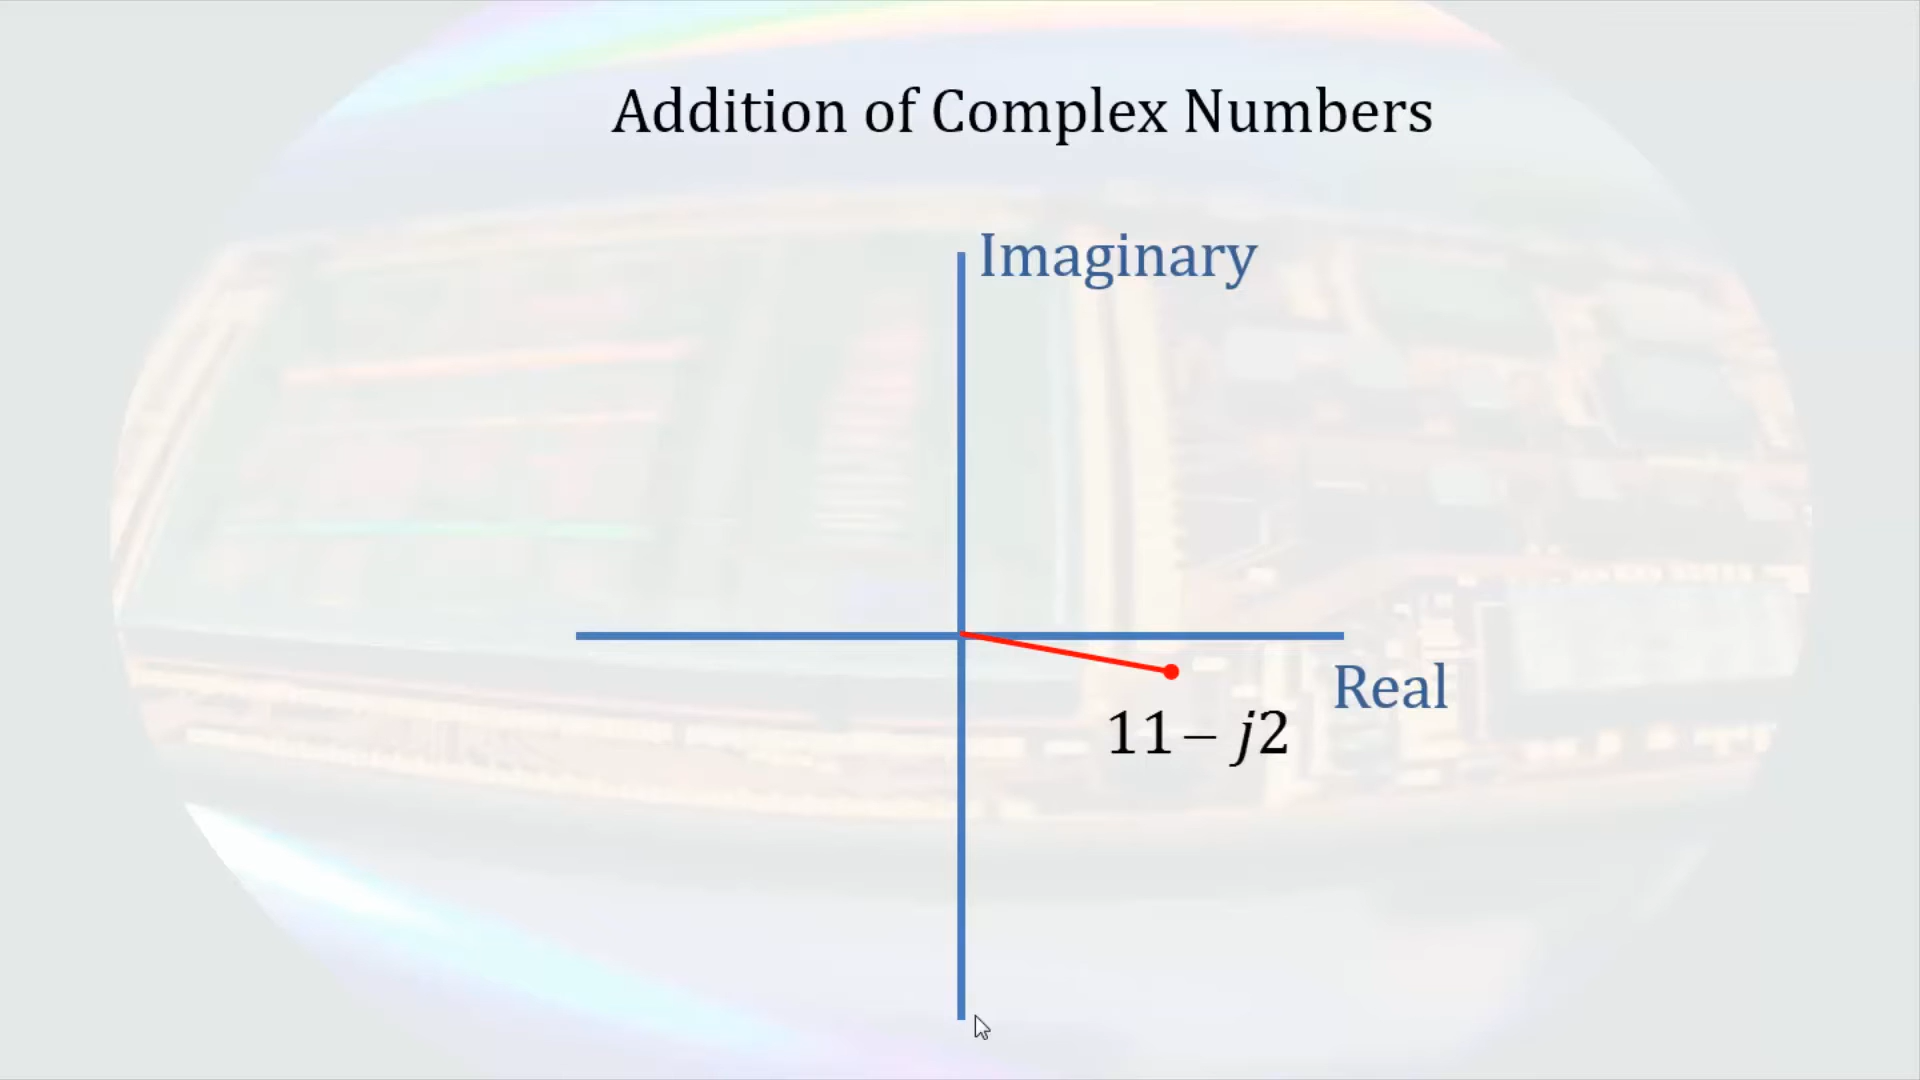 Addition of Complex Numbers
Imaginary
Real
11 – j2